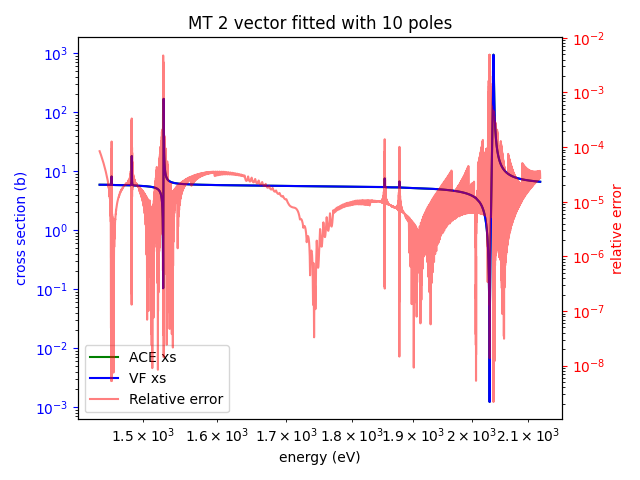 MT 2 vector fitted with 10 poles
10³
10²
10¹
10⁰
10⁻¹
10⁻²
10⁻³
cross section (b)
10⁻²
10⁻³
10⁻⁴
10⁻⁵
10⁻⁶
10⁻⁷
10⁻⁸
relative error
ACE xs
VF xs
Relative error
1.5 × 10³ 1.6 × 10³ 1.7 × 10³ 1.8 × 10³ 1.9 × 10³ 2 × 10³ 2.1 × 10³
energy (eV)